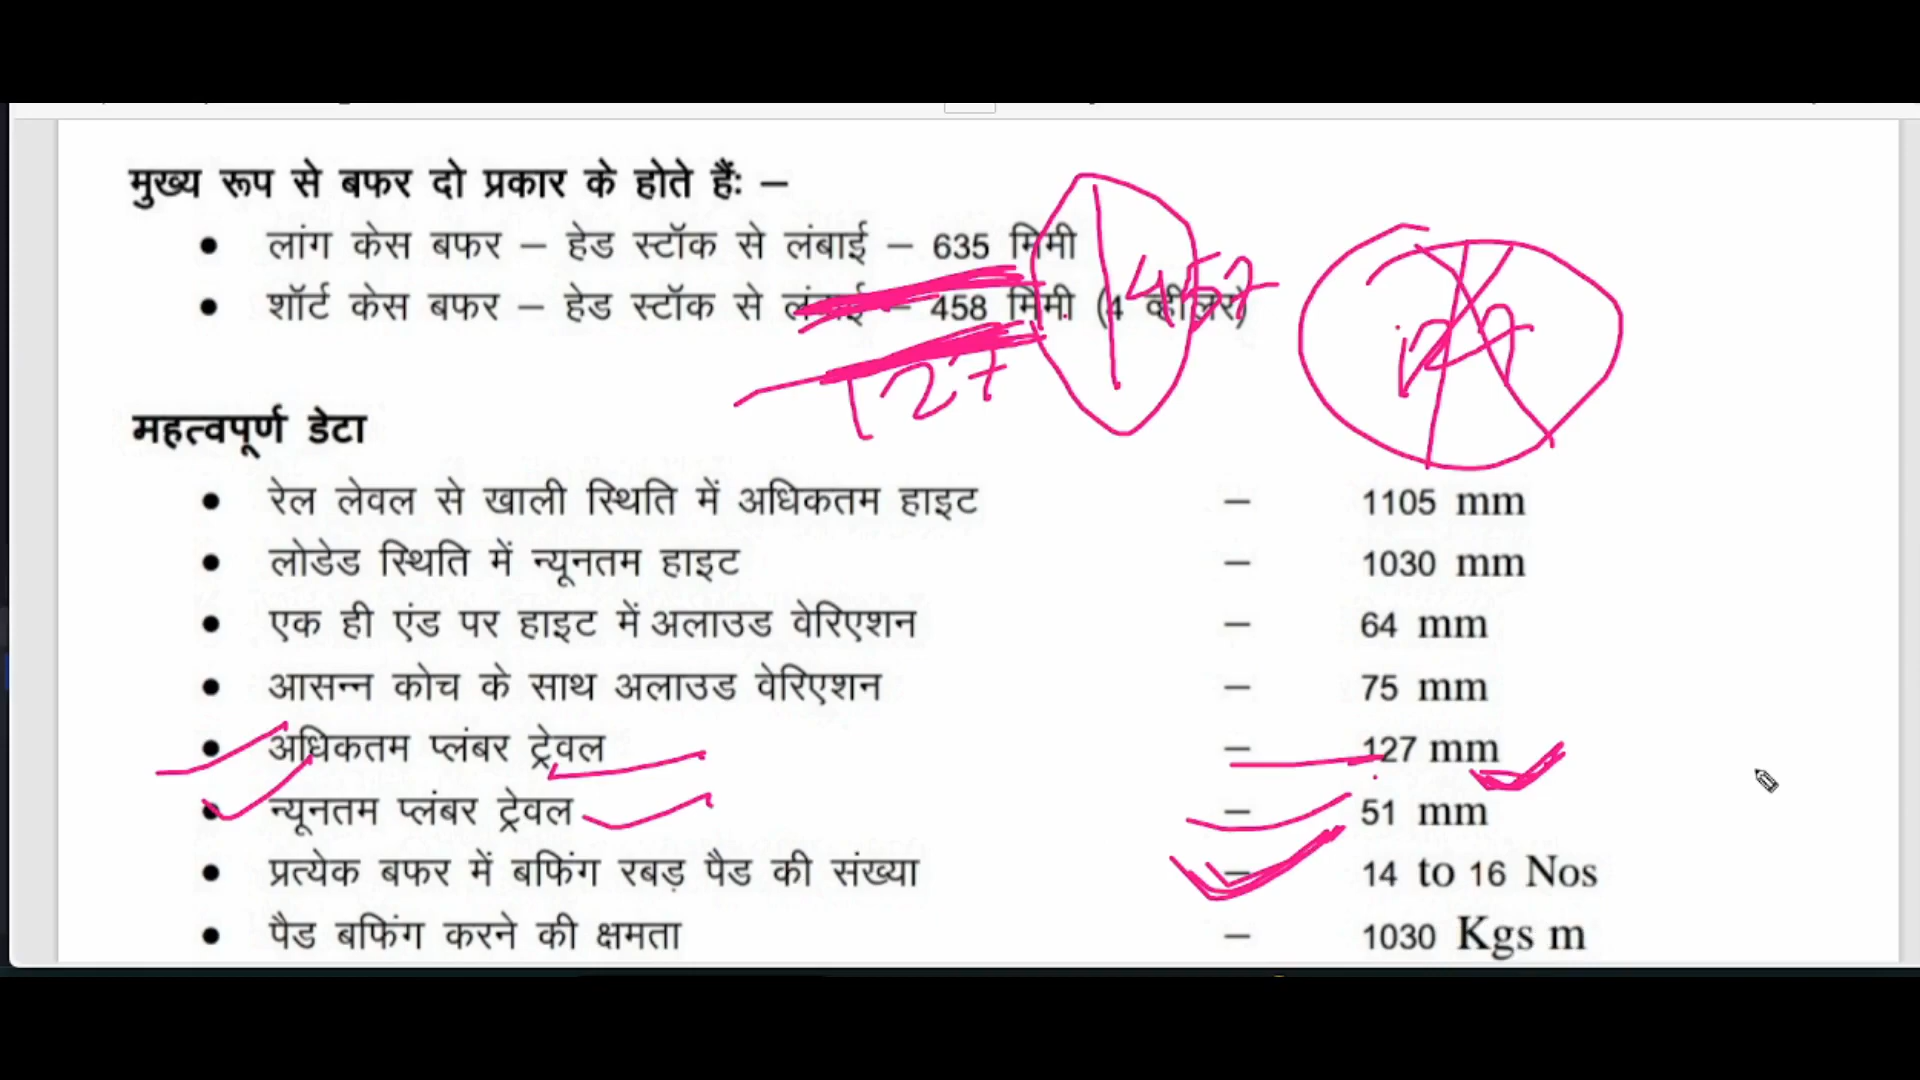 मुख्य रूप से बफर दो प्रकार के होते हैंः –
• लांग केस बफर – हेड स्टॉक से लंबाई – 635 मिमी
• शॉर्ट केस बफर – हेड स्टॉक से लंबाई – 458 मिमी (4 व्हीलर)
457
127
127
महत्वपूर्ण डेटा
• रेल लेवल से खाली स्थिति में अधिकतम हाइट – 1105 mm
• लोडेड स्थिति में न्यूनतम हाइट – 1030 mm
• एक ही एंड पर हाइट में अलाउड वेरिएशन – 64 mm
• आसन्न कोच के साथ अलाउड वेरिएशन – 75 mm
• अधिकतम प्लंबर ट्रेवल – 127 mm
• न्यूनतम प्लंबर ट्रेवल – 51 mm
• प्रत्येक बफर में बफिंग रबड़ पैड की संख्या – 14 to 16 Nos
• पैड बफिंग करने की क्षमता – 1030 Kgs m